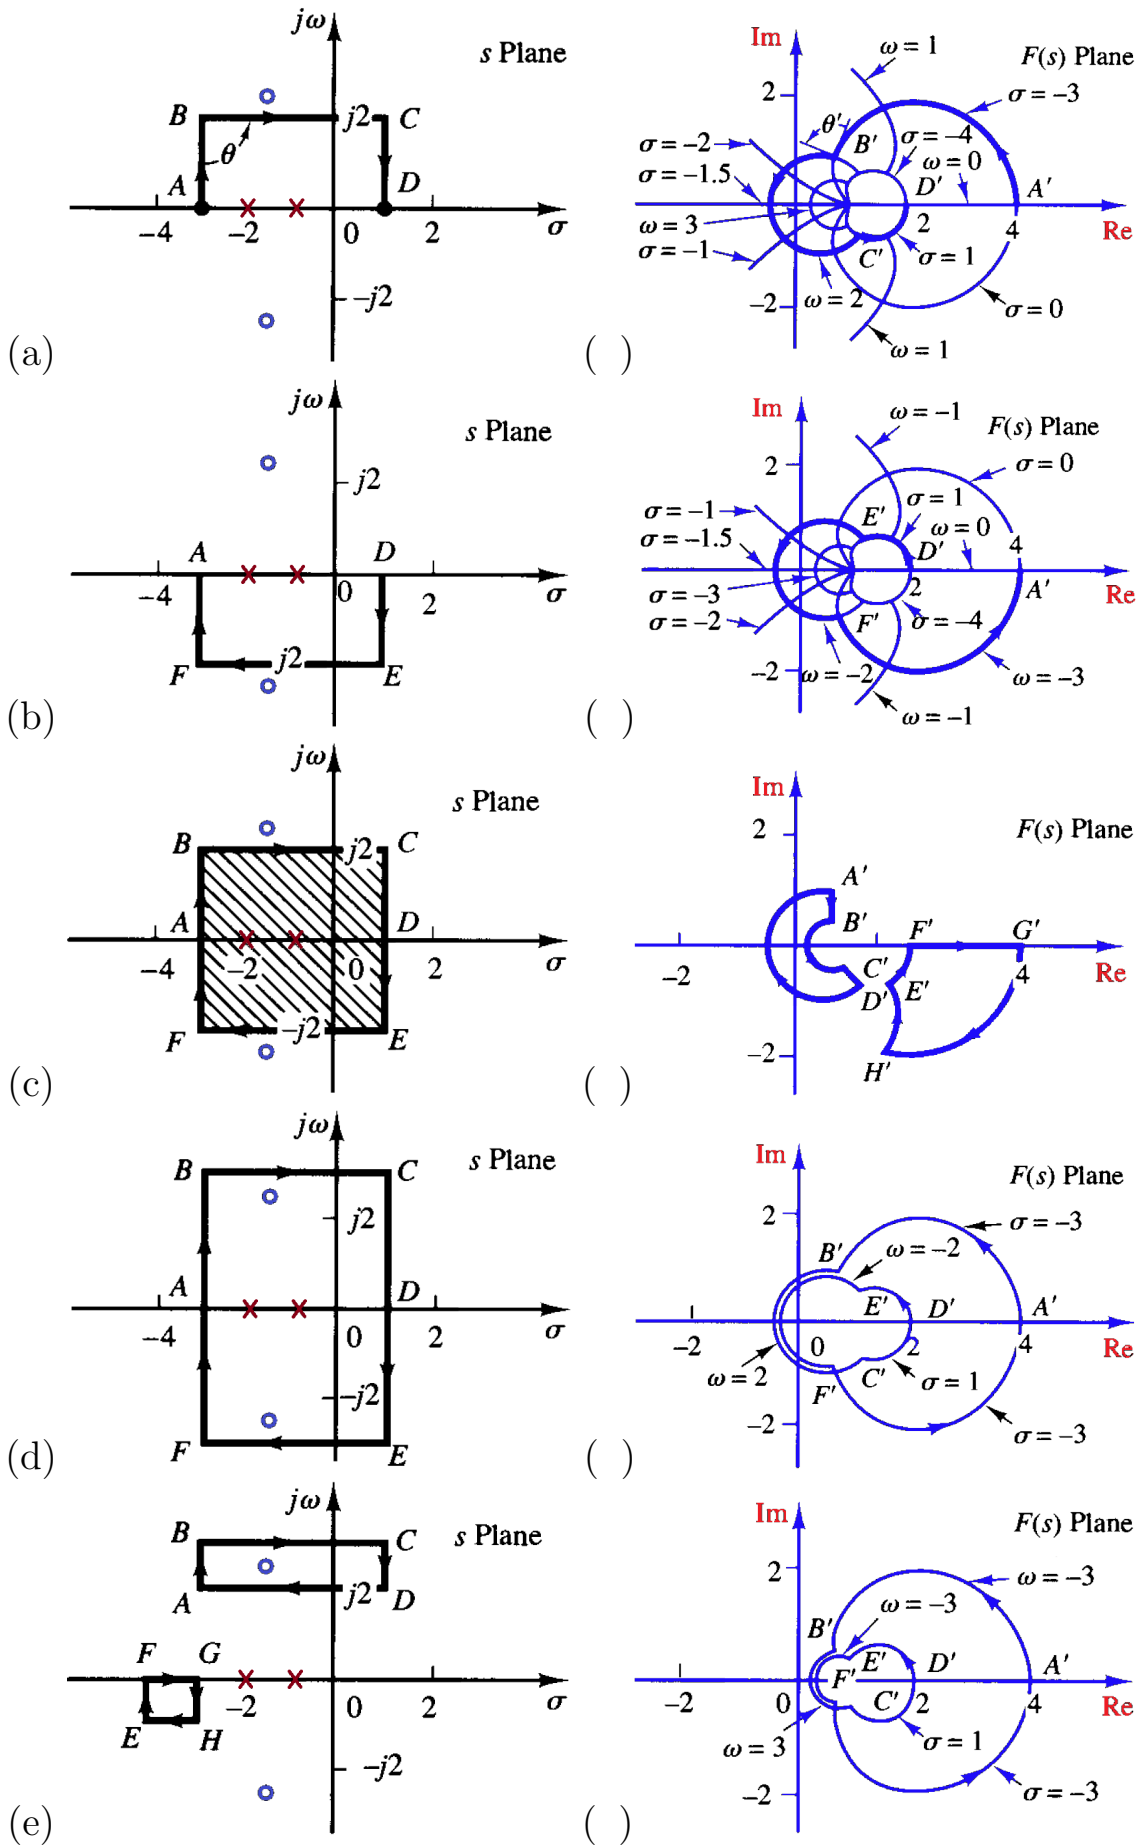 jω
s Plane
B
j2
C
θ
A
D
−4
−2
0
2
σ
−j2
(a)
Im
ω = 1
F(s) Plane
2
σ = −3
θ′
σ = −2
B′
σ = −4
ω = 0
σ = −1.5
D′
A′
ω = 3
2
4
Re
σ = −1
C′
σ = 1
−2
ω = 2
σ = 0
ω = 1
( )
jω
s Plane
j2
A
D
−4
0
2
σ
F
j2
E
(b)
Im
ω = −1
F(s) Plane
2
σ = 0
σ = −1
E′
σ = 1
ω = 0
σ = −1.5
D′
4
2
A′
Re
σ = −3
σ = −2
F′
σ = −4
−2
ω = −2
ω = −3
ω = −1
( )
jω
s Plane
B
j2
C
A
D
−4
−2
0
2
σ
F
−j2
E
(c)
Im
F(s) Plane
2
A′
B′
F′
G′
−2
C′
4
Re
D′
E′
−2
H′
( )
jω
B
C
s Plane
j2
A
D
−4
0
2
σ
−j2
F
E
(d)
Im
F(s) Plane
2
σ = −3
B′
ω = −2
E′
D′
A′
−2
0
2
4
Re
ω = 2
F′
C′
σ = 1
−2
σ = −3
( )
jω
B
C
s Plane
A
j2
D
F
G
−2
0
2
σ
E
H
−j2
(e)
Im
F(s) Plane
2
ω = −3
B′
ω = −3
E′
D′
A′
F′
−2
0
C′
2
4
Re
ω = 3
σ = 1
−2
σ = −3
( )